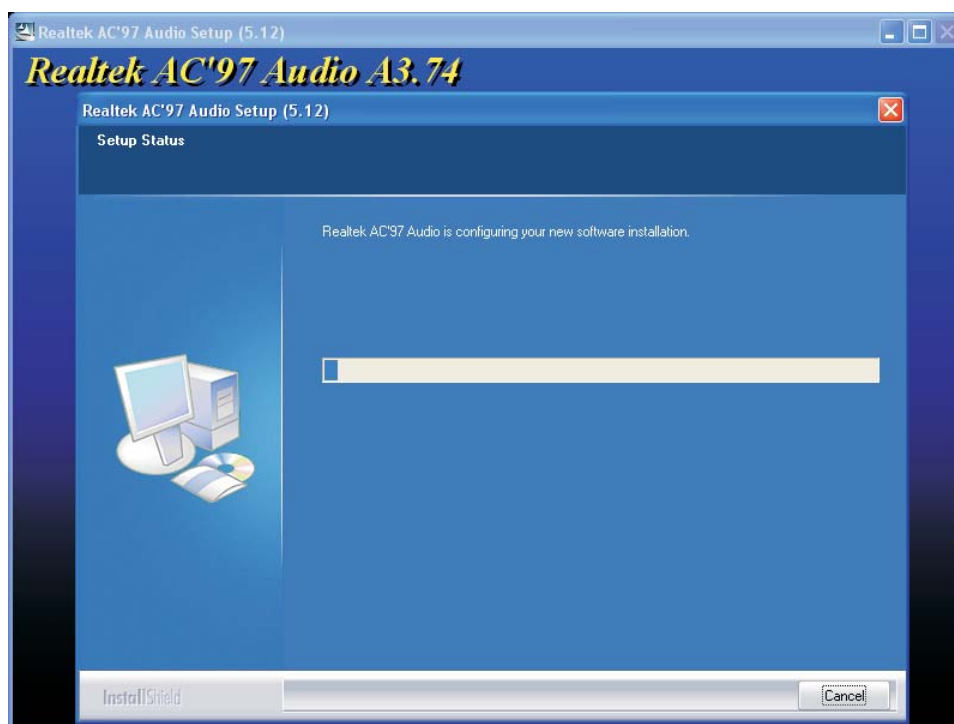 Realtek AC'97 Audio Setup (5.12)
Realtek AC'97 Audio A3.74
Realtek AC'97 Audio Setup (5.12)
Setup Status
Realtek AC'97 Audio is configuring your new software installation.
InstallShield
Cancel